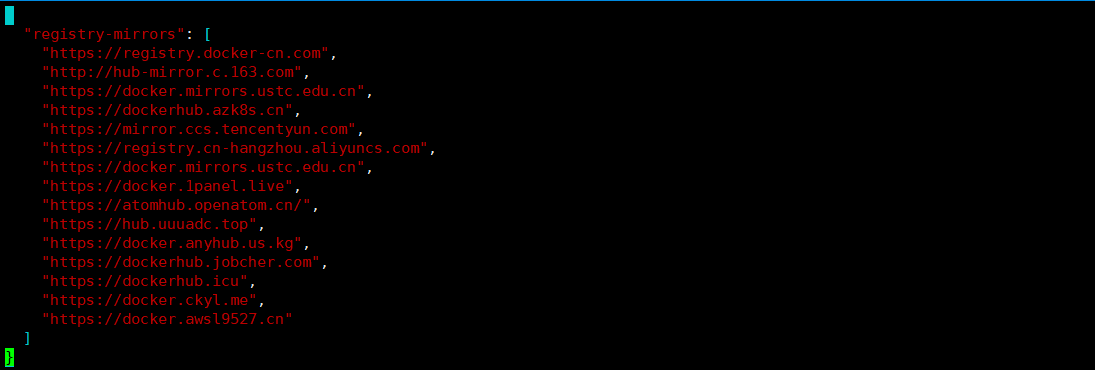 "registry-mirrors": [
"https://registry.docker-cn.com",
"http://hub-mirror.c.163.com",
"https://docker.mirrors.ustc.edu.cn",
"https://dockerhub.azk8s.cn",
"https://mirror.ccs.tencentyun.com",
"https://registry.cn-hangzhou.aliyuncs.com",
"https://docker.mirrors.ustc.edu.cn",
"https://docker.1panel.live",
"https://atomhub.openatom.cn/",
"https://hub.uuuadc.top",
"https://docker.anyhub.us.kg",
"https://dockerhub.jobcher.com",
"https://dockerhub.icu",
"https://docker.ckyl.me",
"https://docker.awsl9527.cn"
]
}